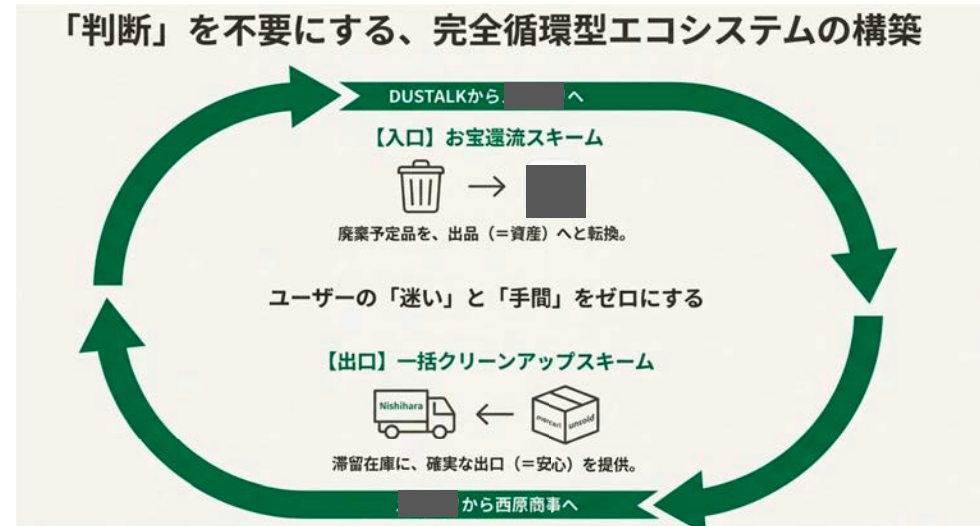 「判断」を不要にする、完全循環型エコシステムの構築
DUSTALKから
へ
【入口】お宝還流スキーム
廃棄予定品を、出品（＝資産）へと転換。
ユーザーの「迷い」と「手間」をゼロにする
【出口】一括クリーンアップスキーム
Nishihara
unsold
滞留在庫に、確実な出口（＝安心）を提供。
から西原商事へ